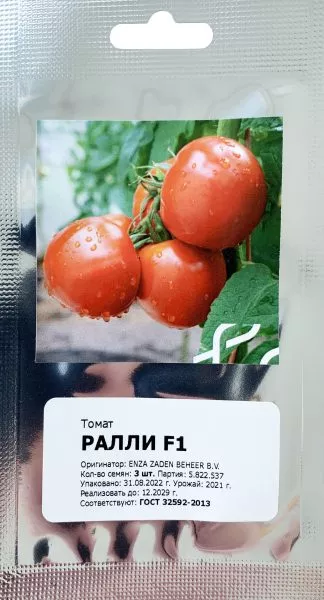 Томат
РАЛЛИ F1
Оригинатор: ENZA ZADEN BEHEER B.V.
Кол-во семян: 3 шт. Партия: 5.822.537
Упаковано: 31.08.2022 г. Урожай: 2021 г.
Реализовать до: 12.2029 г.
Соответствуют: ГОСТ 32592-2013